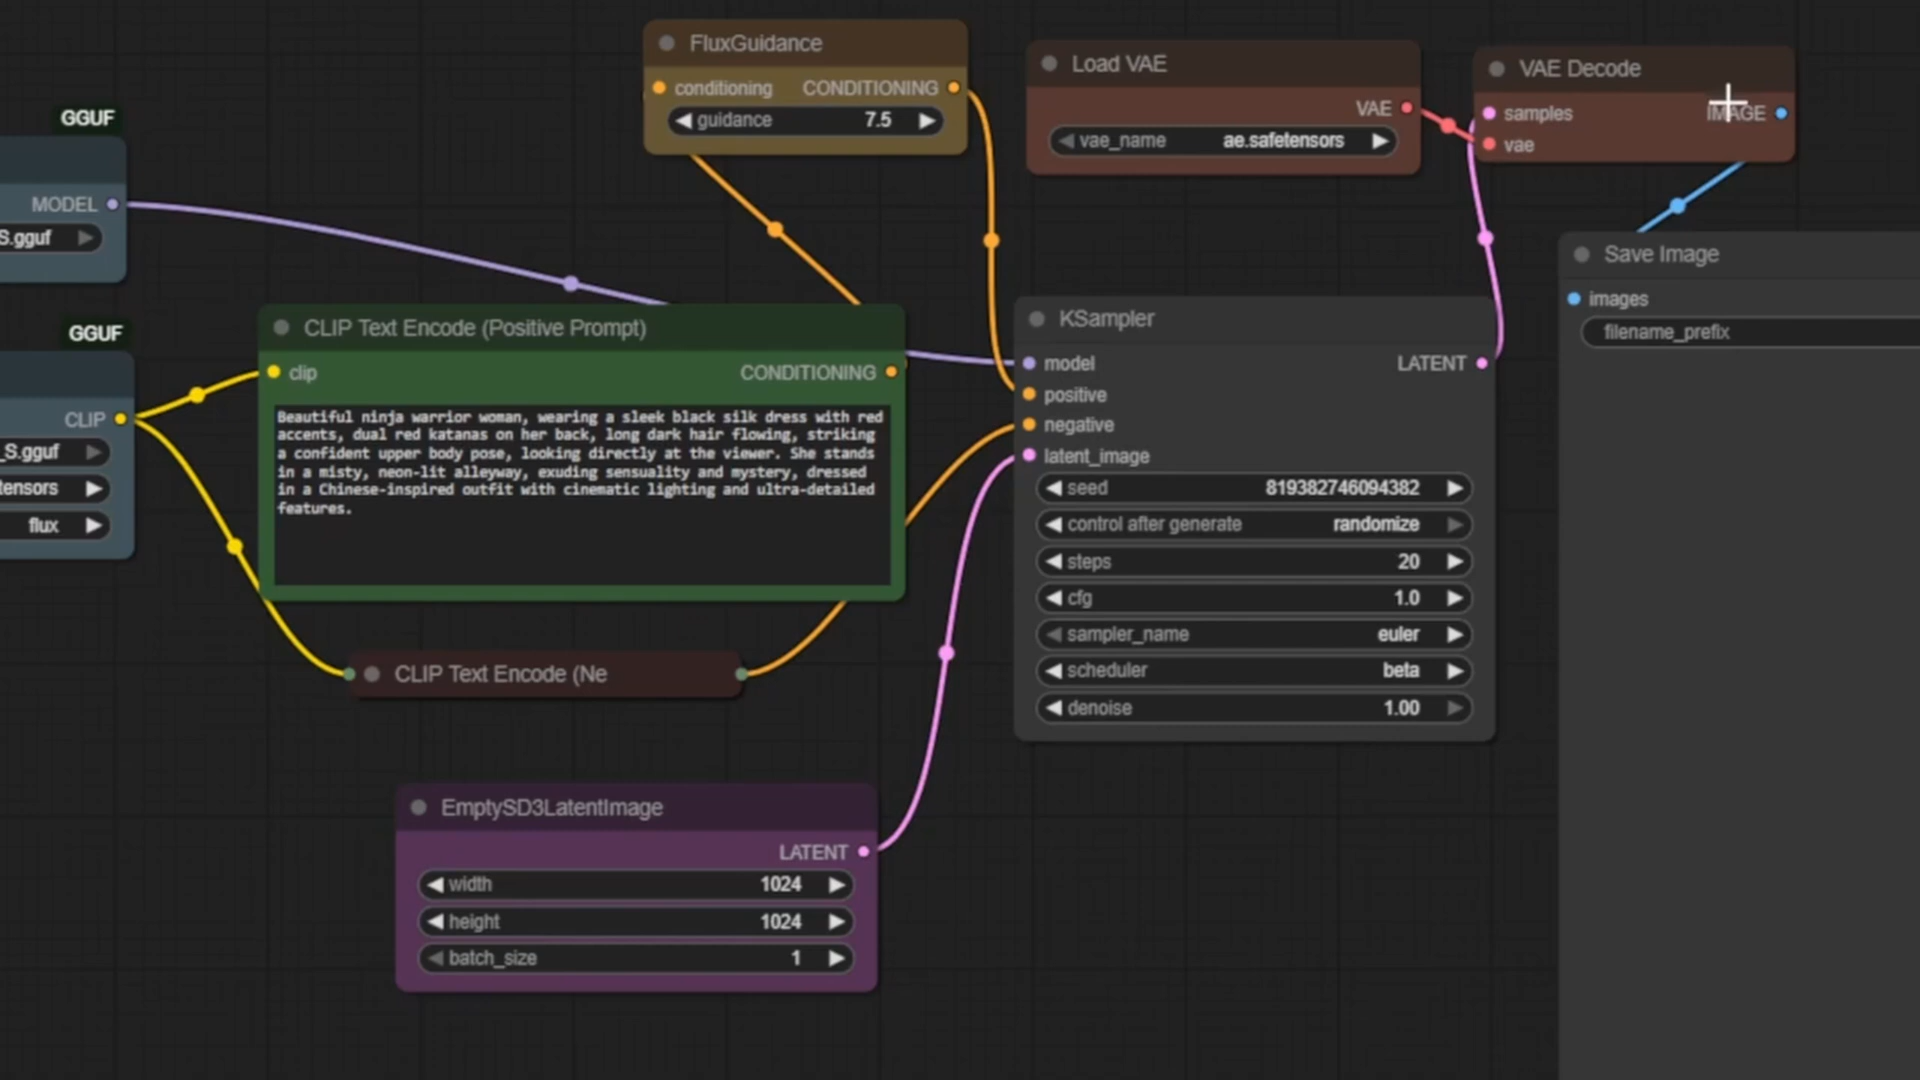 GGUF
MODEL
S.gguf
GGUF
CLIP
_S.gguf
tensors
flux
FluxGuidance
conditioning CONDITIONING
guidance 7.5
Load VAE
VAE
vae_name ae.safetensors
VAE Decode
samples IMAGE
vae
Save Image
images
filename_prefix
CLIP Text Encode (Positive Prompt)
clip CONDITIONING
Beautiful ninja warrior woman, wearing a sleek black silk dress with red
accents, dual red katanas on her back, long dark hair flowing, striking
a confident upper body pose, looking directly at the viewer. She stands
in a misty, neon-lit alleyway, exuding sensuality and mystery, dressed
in a Chinese-inspired outfit with cinematic lighting and ultra-detailed
features.
KSampler
model LATENT
positive
negative
latent_image
seed 819382746094382
control after generate randomize
steps 20
cfg 1.0
sampler_name euler
scheduler beta
denoise 1.00
CLIP Text Encode (Ne
EmptySD3LatentImage
LATENT
width 1024
height 1024
batch_size 1